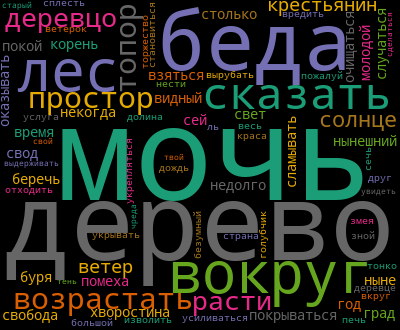 старый
сплесть
деревцо
ветерок
покой
корень
оказывать
лес
топор
торжество
становиться
столько
беда
крестьянин
вредить
очищаться
молодой
случаться
сделаться
взяться
вырубать
пожалуй
простор
видный
нести
сказать
некогда
услуга
долина
сей
ль
свет
весь
краса
солнце
время
свой
нынешний
мочь
сламывать
свод
выдерживать
твой
дождь
сечь
друг
увидеть
беречь
отходить
укрепляться
недолго
дерево
чреда
укрывать
безумный
страна
голубчик
змея
зной
ветер
буря
тень
помеха
вокруг
тонко
ныне
деревце
возрастать
расти
год
вкруг
свобода
хворостина
большой
изволить
усиливаться
покрываться
печь
град